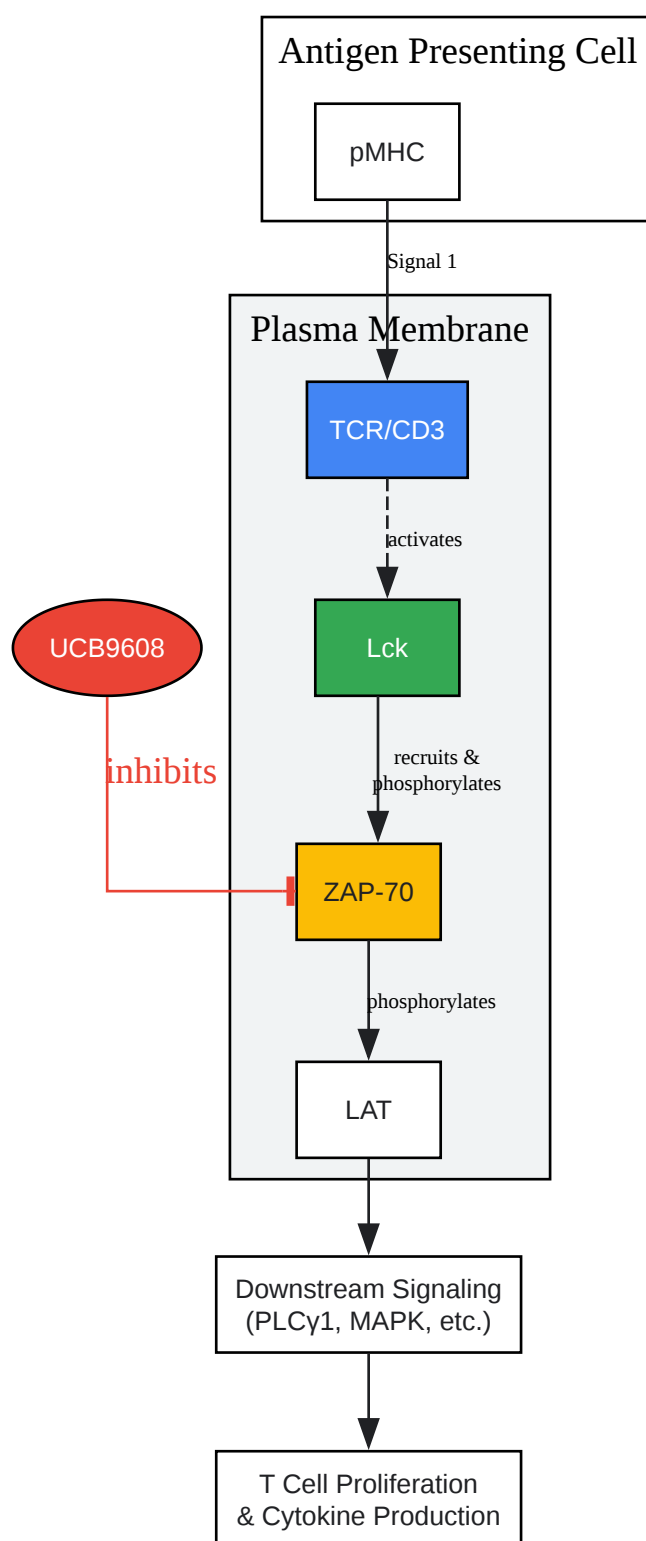 Antigen Presenting Cell
pMHC
Signal 1
Plasma Membrane
TCR/CD3
activates
UCB9608
Lck
inhibits
recruits &
phosphorylates
ZAP-70
phosphorylates
LAT
Downstream Signaling
(PLCγ1, MAPK, etc.)
T Cell Proliferation
& Cytokine Production